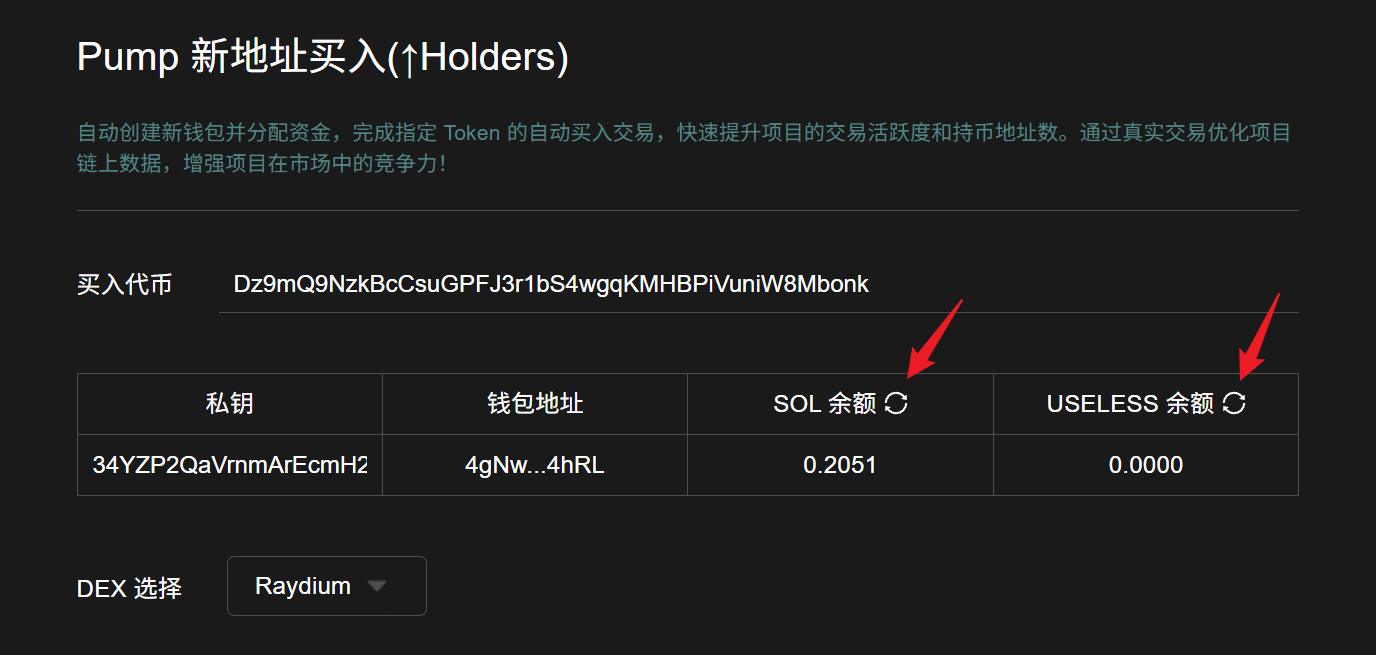 Pump 新地址买入(↑Holders)
自动创建新钱包并分配资金，完成指定 Token 的自动买入交易，快速提升项目的交易活跃度和持币地址数。通过真实交易优化项目
链上数据，增强项目在市场中的竞争力！
买入代币 Dz9mQ9NzkBcCsuGPFJ3r1bS4wgqKMHBPiVuniW8Mbonk
私钥 钱包地址 SOL 余额 USELESS 余额
34YZP2QaVrnmArEcmH2 4gNw...4hRL 0.2051 0.0000
DEX 选择 Raydium